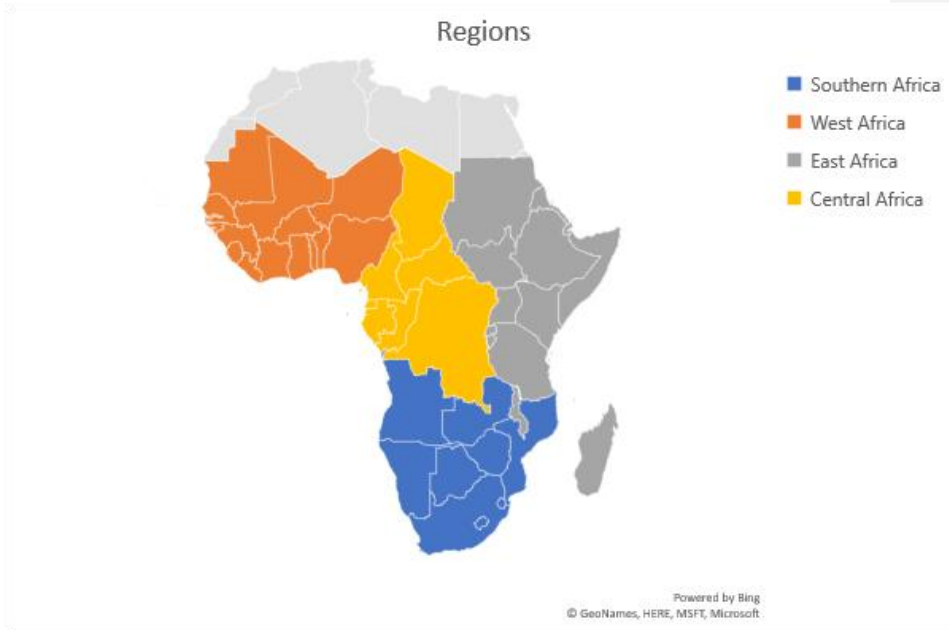 Regions
Southern Africa
West Africa
East Africa
Central Africa
Powered by Bing
© GeoNames, HERE, MSFT, Microsoft